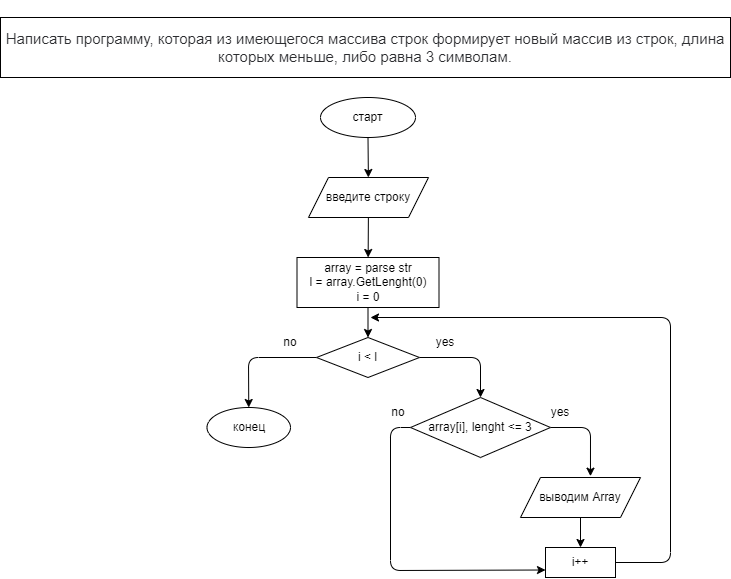 Написать программу, которая из имеющегося массива строк формирует новый массив из строк, длина
которых меньше, либо равна 3 символам.
старт
введите строку
array = parse str
l = array.GetLenght(0)
i = 0
no
i < l
yes
конец
no
array[i], lenght <= 3
yes
выводим Array
i++